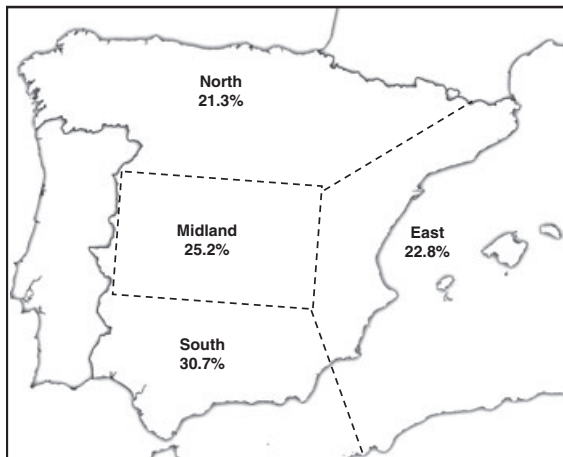 North
21.3%
Midland
25.2%
East
22.8%
South
30.7%